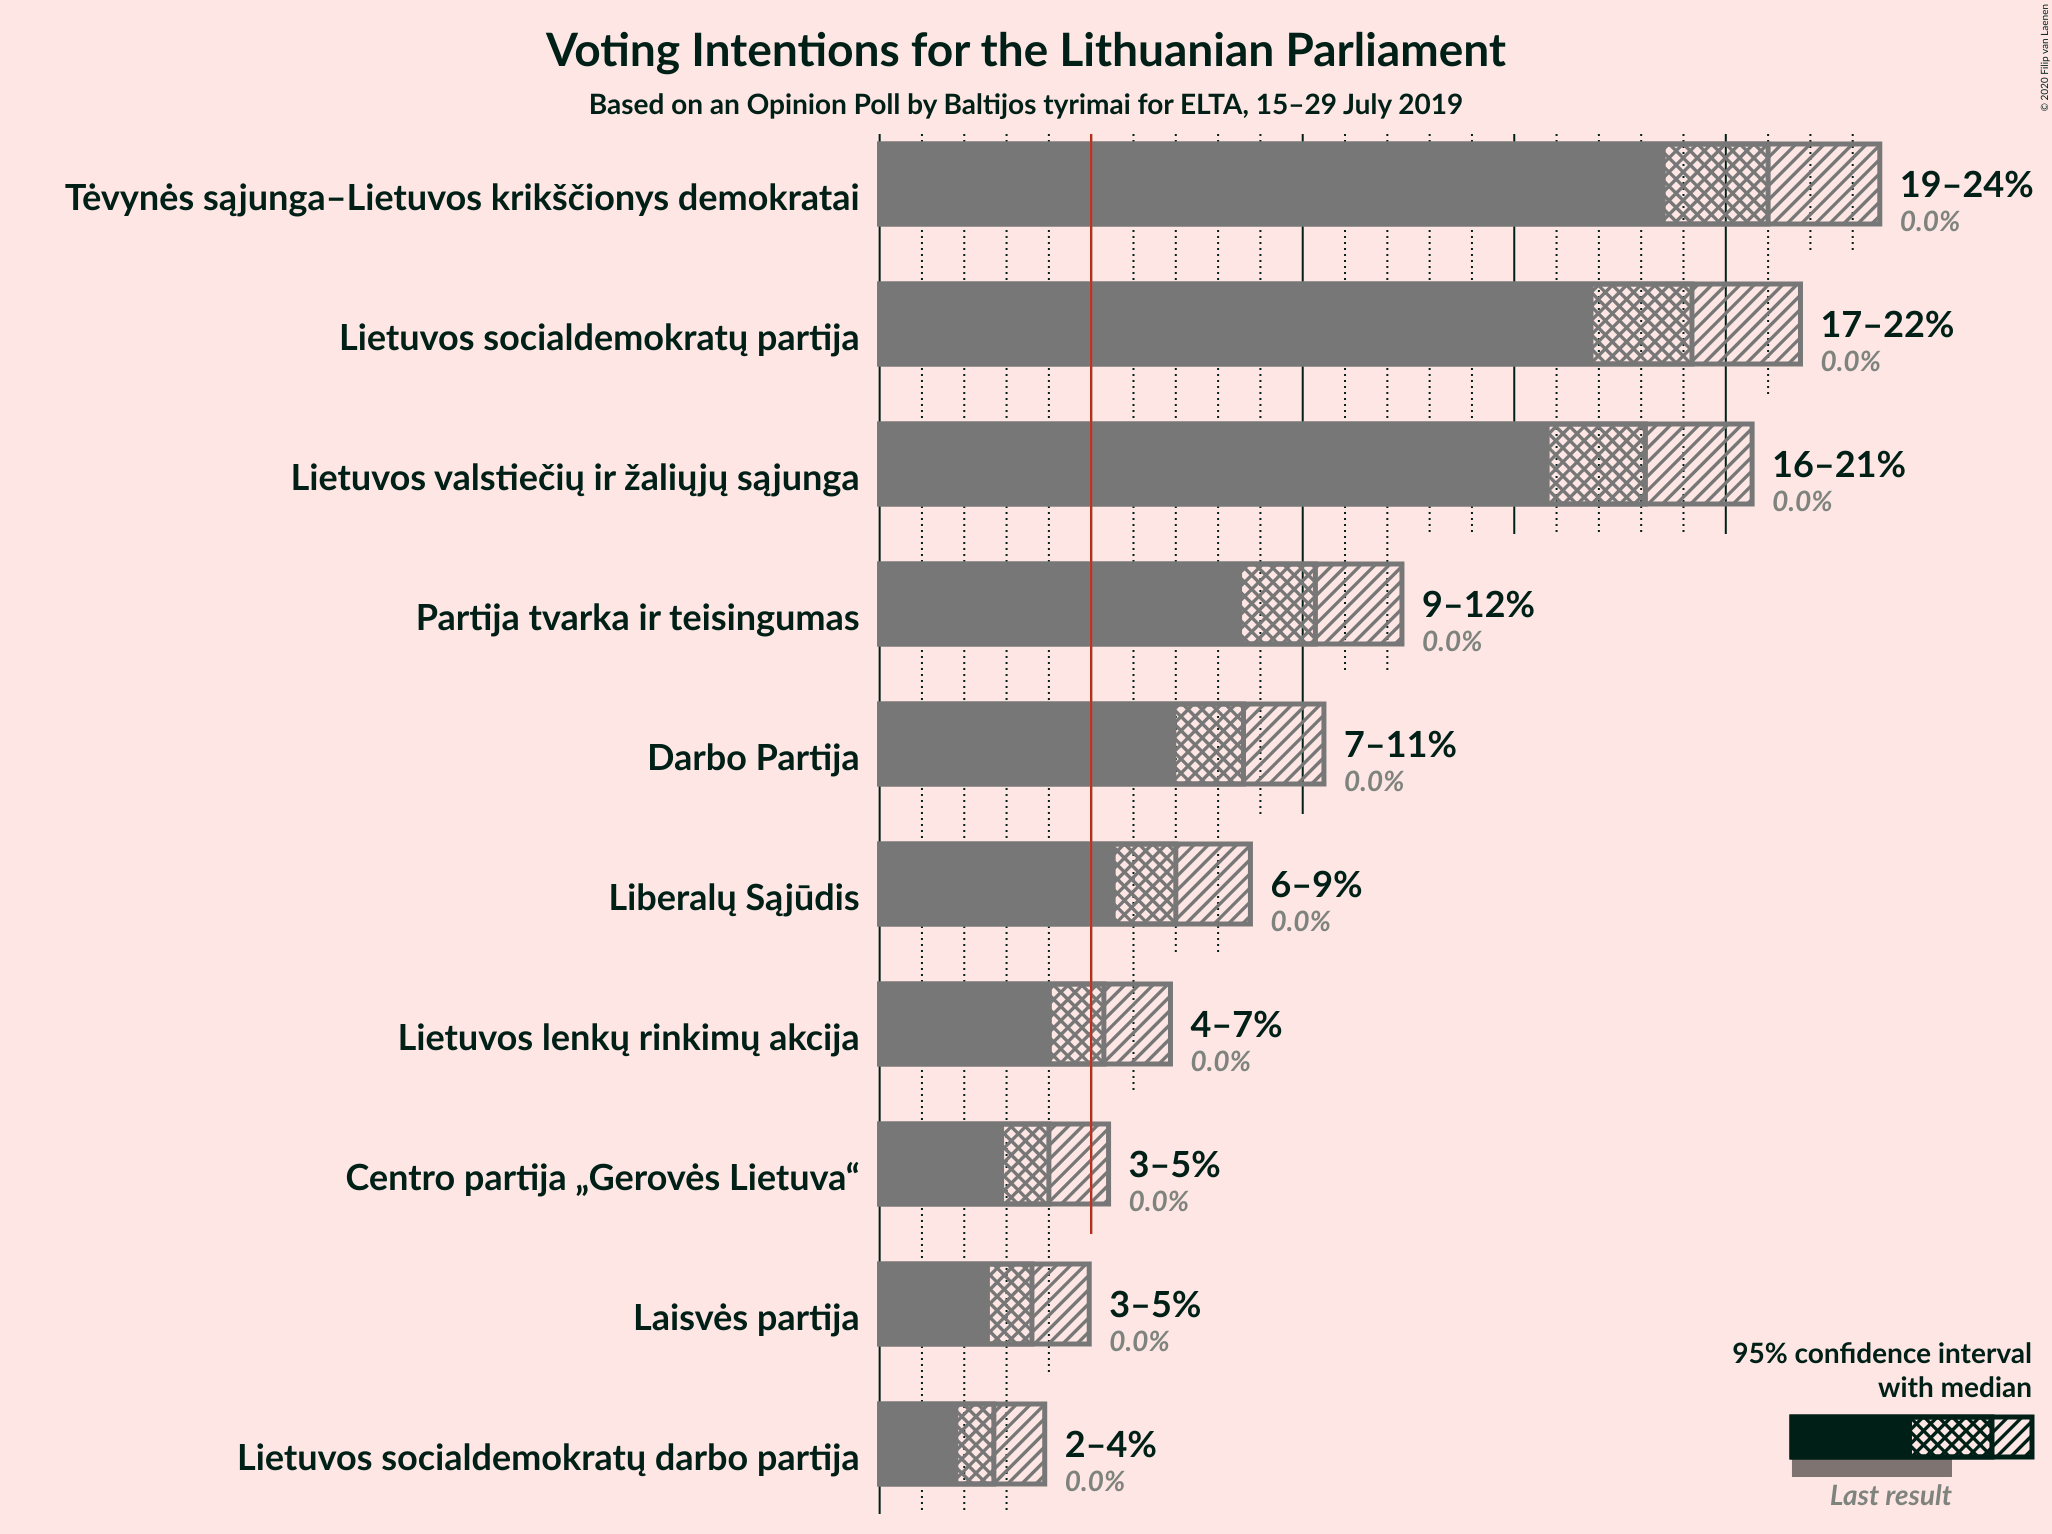 Voting Intentions for the Lithuanian Parliament
Based on an Opinion Poll by Baltijos tyrimai for ELTA, 15–29 July 2019
© 2020 Filip van Laenen
Tėvynės sąjunga–Lietuvos krikščionys demokratai
19–24%
0.0%
Lietuvos socialdemokratų partija
17–22%
0.0%
Lietuvos valstiečių ir žaliųjų sąjunga
16–21%
0.0%
Partija tvarka ir teisingumas
9–12%
0.0%
Darbo Partija
7–11%
0.0%
Liberalų Sąjūdis
6–9%
0.0%
Lietuvos lenkų rinkimų akcija
4–7%
0.0%
Centro partija „Gerovės Lietuva“
3–5%
0.0%
Laisvės partija
3–5%
0.0%
Lietuvos socialdemokratų darbo partija
2–4%
0.0%
95% confidence interval
with median
Last result